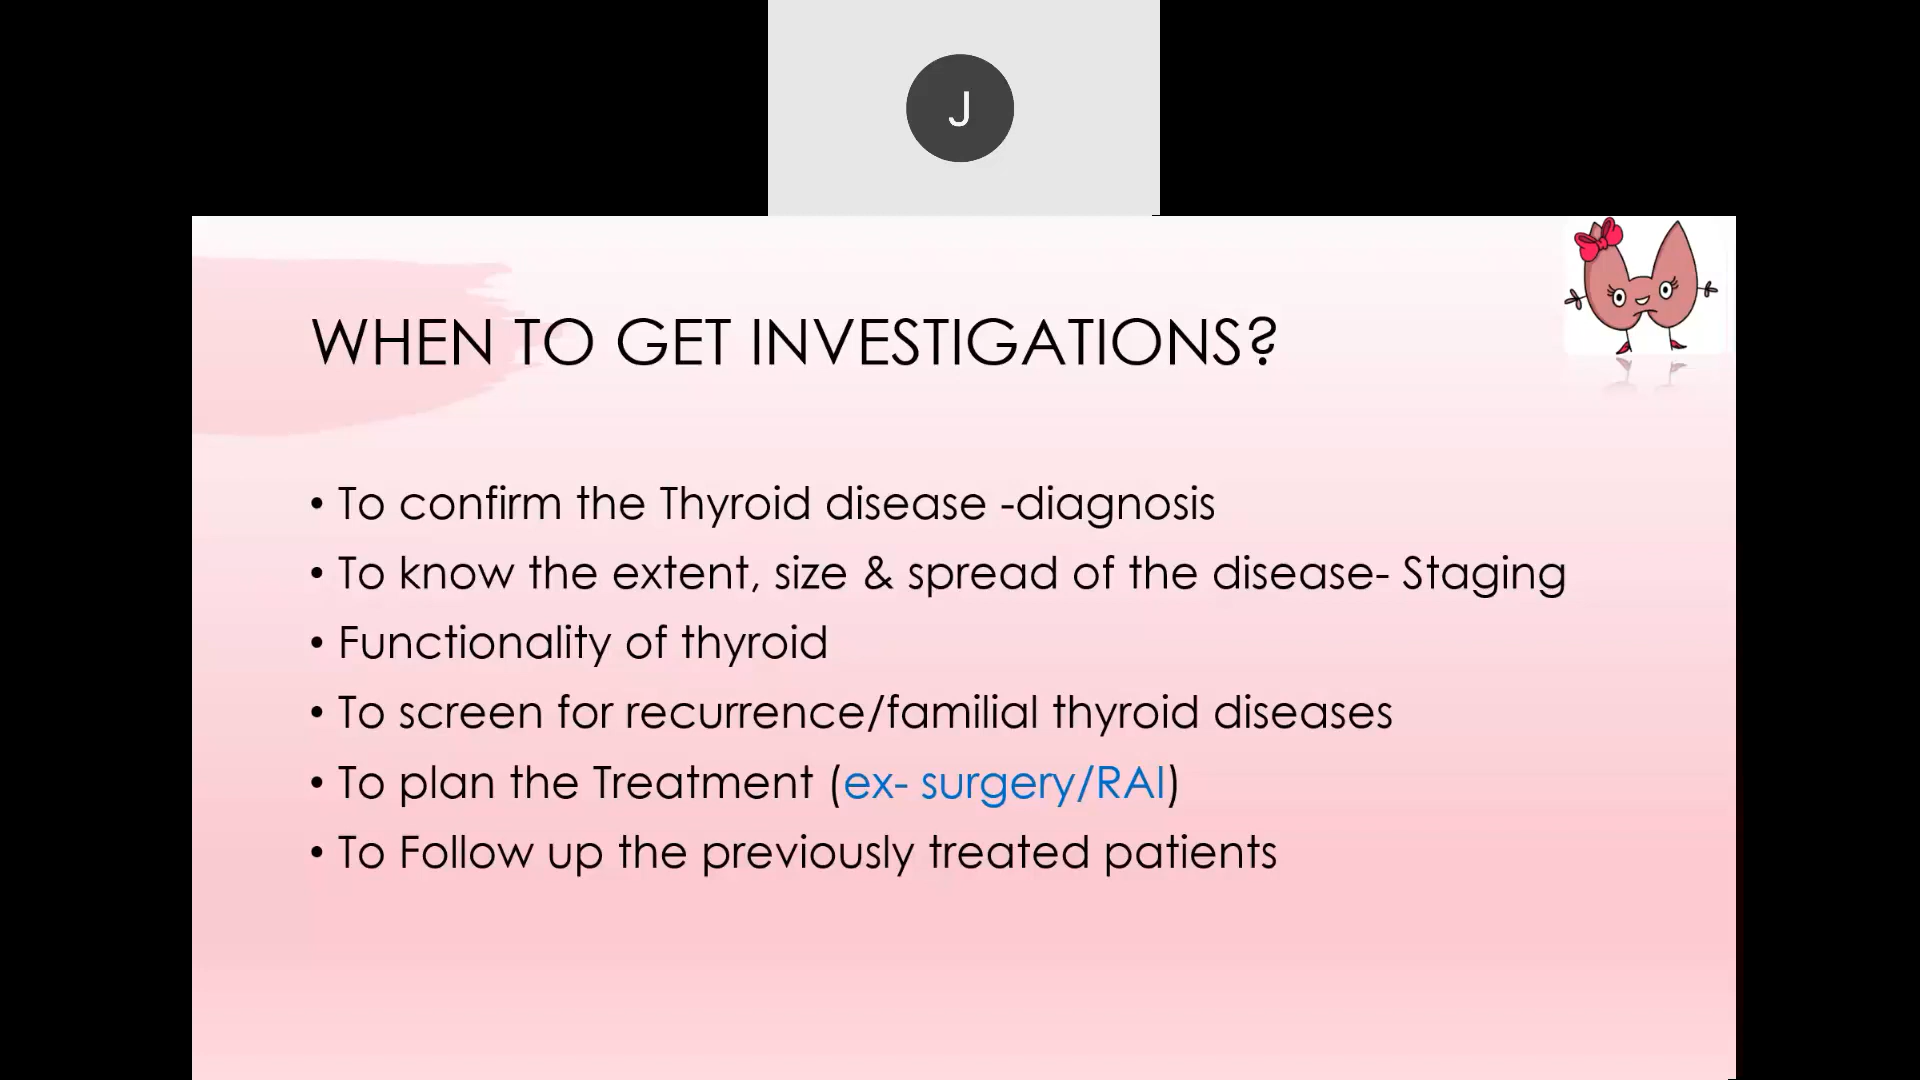 J
WHEN TO GET INVESTIGATIONS?
• To confirm the Thyroid disease -diagnosis
• To know the extent, size & spread of the disease- Staging
• Functionality of thyroid
• To screen for recurrence/familial thyroid diseases
• To plan the Treatment (ex- surgery/RAI)
• To Follow up the previously treated patients